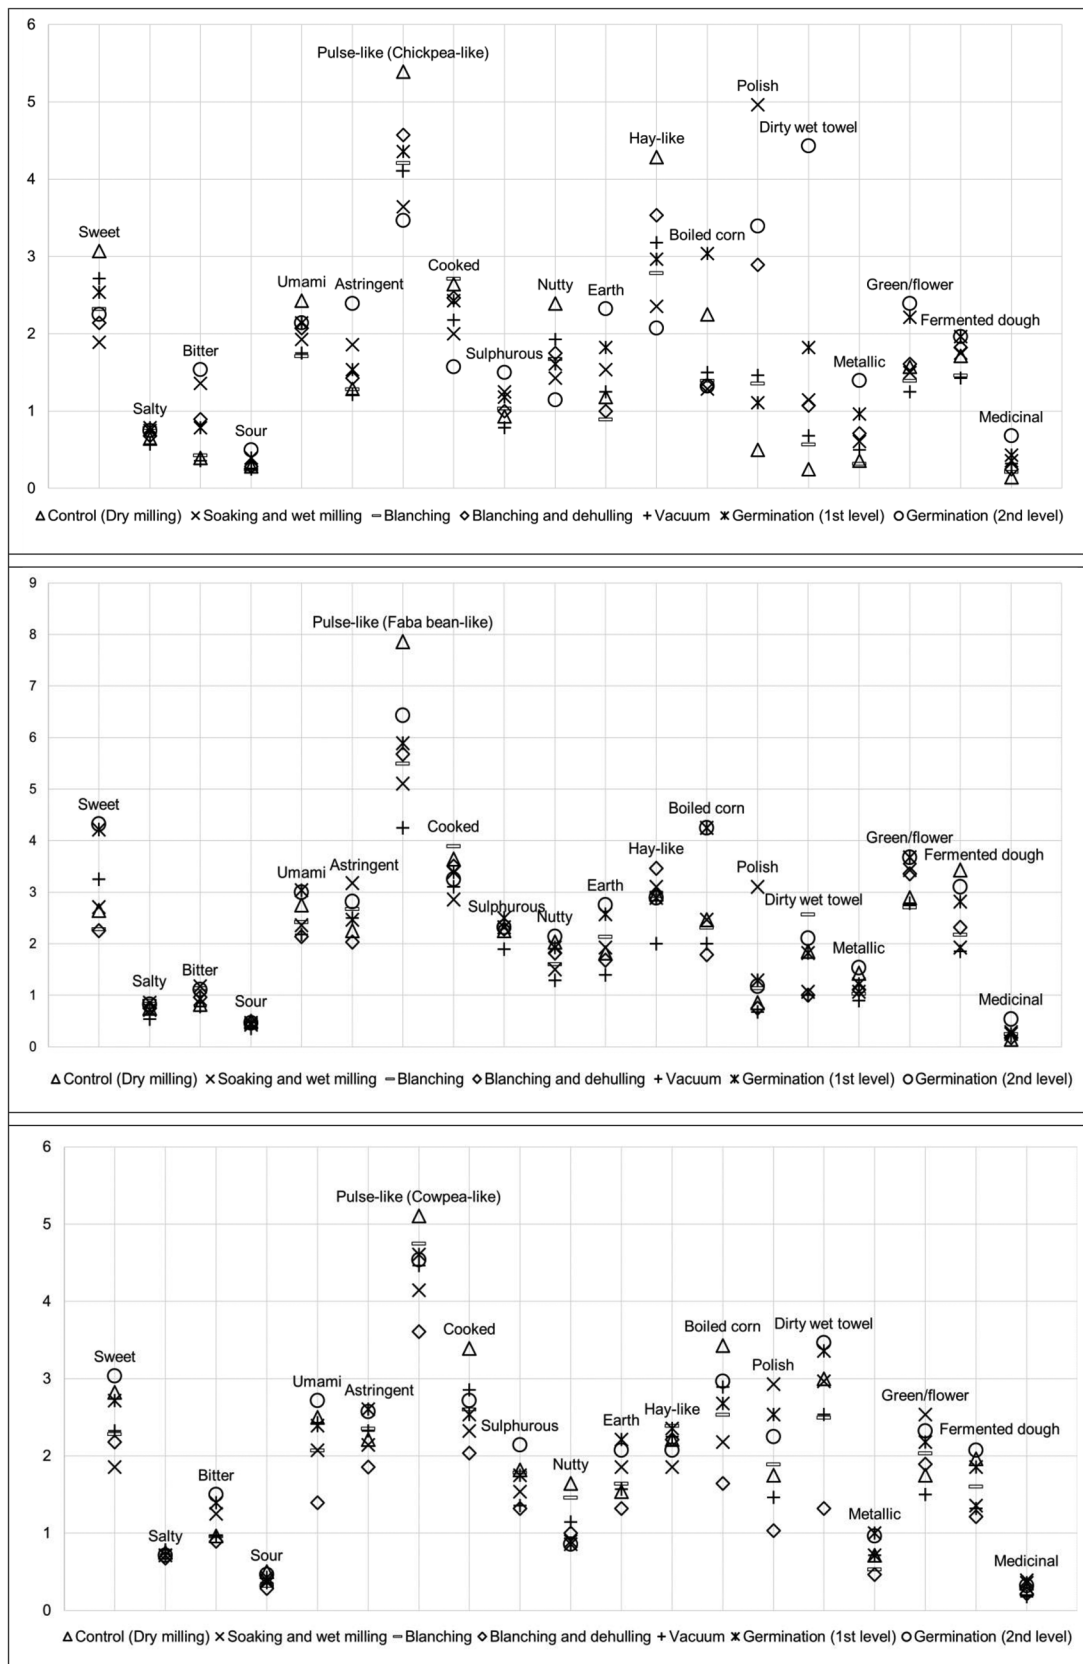 6
Pulse-like (Chickpea-like)
5
Polish
Dirty wet towel
Hay-like
4
Sweet
Boiled corn
3
Umami
Astringent
Cooked
Nutty
Earth
Green/flower
2
Bitter
Sulphurous
Metallic
Fermented dough
1
Salty
Sour
Medicinal
0
Control (Dry milling) Soaking and wet milling Blanching Blanching and dehulling Vacuum Germination (1st level) Germination (2nd level)
9
Pulse-like (Faba bean-like)
8
7
6
5
Sweet
Boiled corn
4
Cooked
Green/flower
Umami
Astringent
Hay-like
Polish
Fermented dough
3
Sulphurous
Nutty
Earth
Dirty wet towel
2
Metallic
Salty
Bitter
1
Sour
Medicinal
0
Control (Dry milling) Soaking and wet milling Blanching Blanching and dehulling Vacuum Germination (1st level) Germination (2nd level)
6
Pulse-like (Cowpea-like)
5
4
Dirty wet towel
Cooked
Boiled corn
Sweet
Polish
3
Umami
Astringent
Hay-like
Green/flower
Sulphurous
Earth
Fermented dough
2
Bitter
Nutty
Metallic
1
Salty
Sour
Medicinal
0
Control (Dry milling) Soaking and wet milling Blanching Blanching and dehulling Vacuum Germination (1st level) Germination (2nd level)